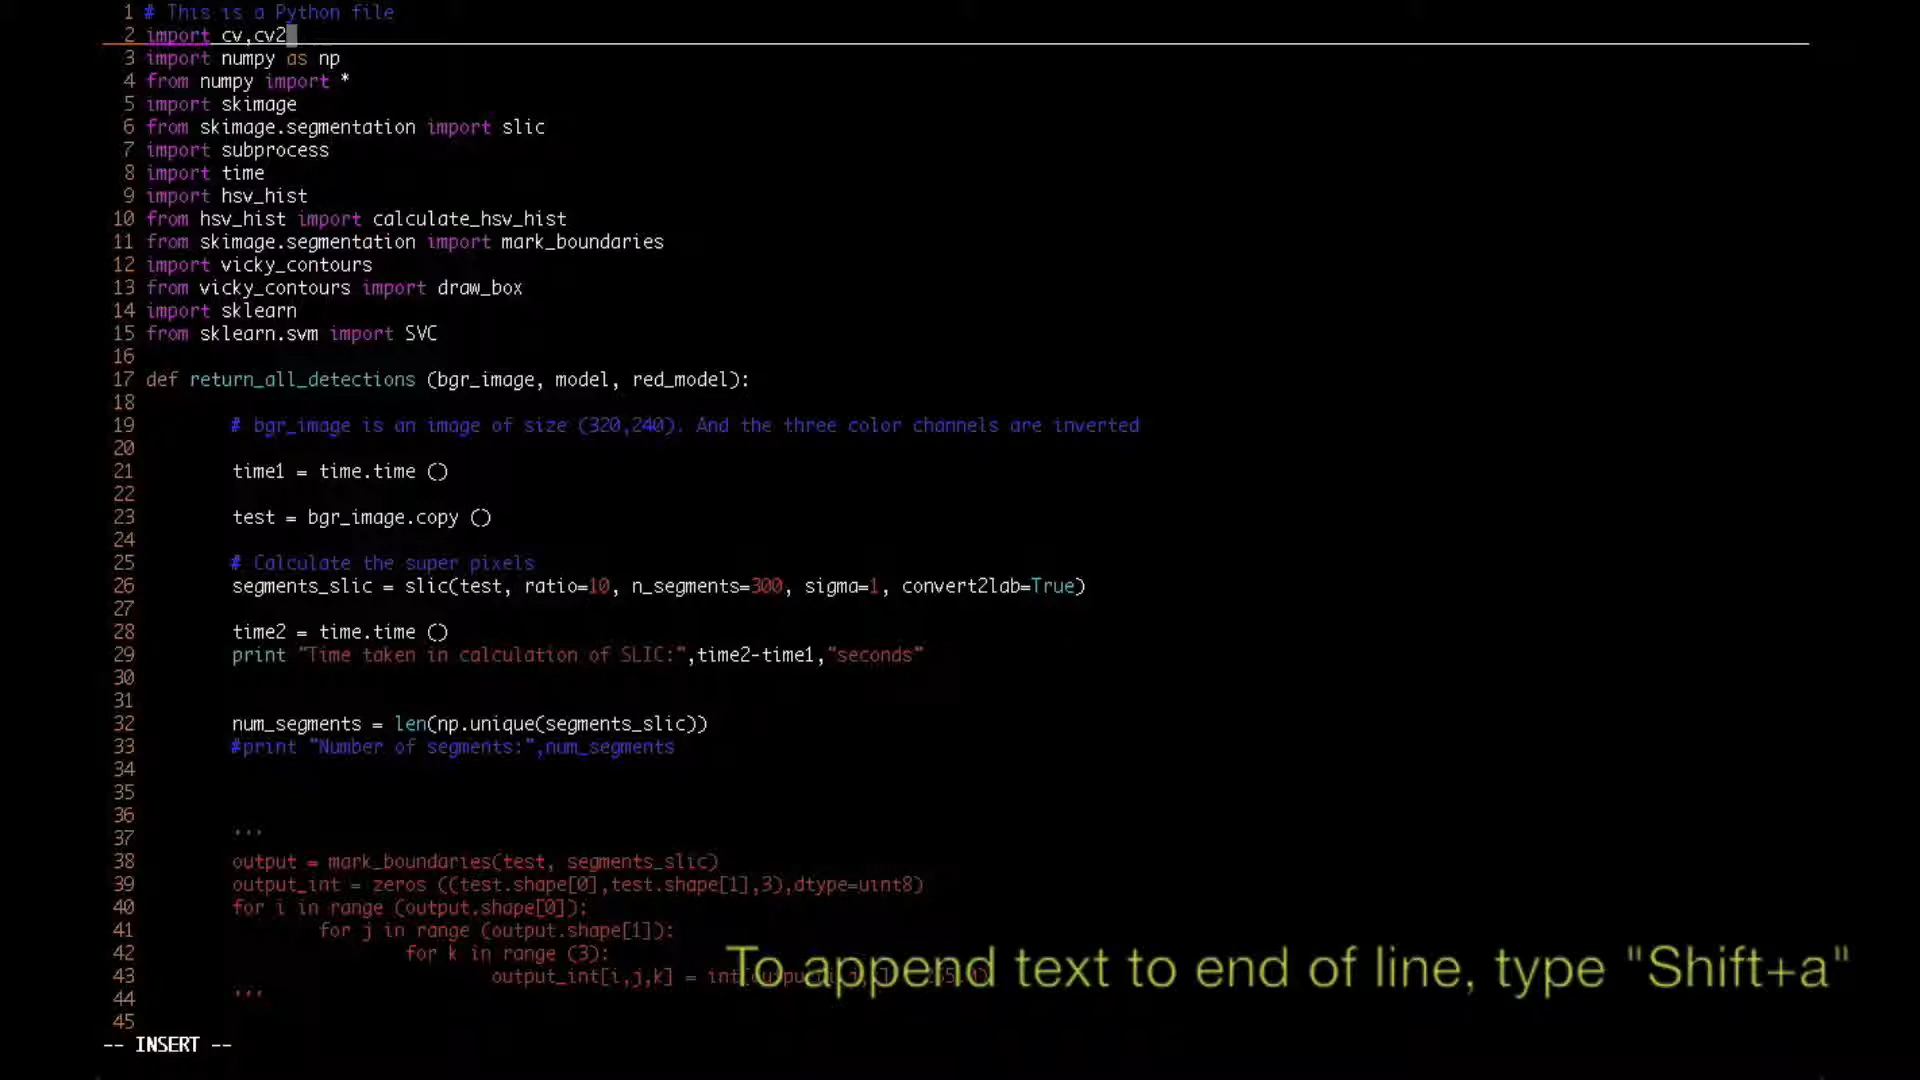 1 # This is a Python file
2 import cv,cv2
3 import numpy as np
4 from numpy import *
5 import skimage
6 from skimage.segmentation import slic
7 import subprocess
8 import time
9 import hsv_hist
10 from hsv_hist import calculate_hsv_hist
11 from skimage.segmentation import mark_boundaries
12 import vicky_contours
13 from vicky_contours import draw_box
14 import sklearn
15 from sklearn.svm import SVC
16
17 def return_all_detections (bgr_image, model, red_model):
18
19 # bgr_image is an image of size (320,240). And the three color channels are inverted
20
21 time1 = time.time ()
22
23 test = bgr_image.copy ()
24
25 # Calculate the super pixels
26 segments_slic = slic(test, ratio=10, n_segments=300, sigma=1, convert2lab=True)
27
28 time2 = time.time ()
29 print "Time taken in calculation of SLIC:",time2-time1,"seconds"
30
31
32 num_segments = len(np.unique(segments_slic))
33 #print "Number of segments:",num_segments
34
35
36
37 '''
38 output = mark_boundaries(test, segments_slic)
39 output_int = zeros ((test.shape[0],test.shape[1],3),dtype=uint8)
40 for i in range (output.shape[0]):
41 for j in range (output.shape[1]):
42 for k in range (3):
43 output_int[i,j,k] =
44 '''
45
To append text to end of line, type "Shift+a"
-- INSERT --